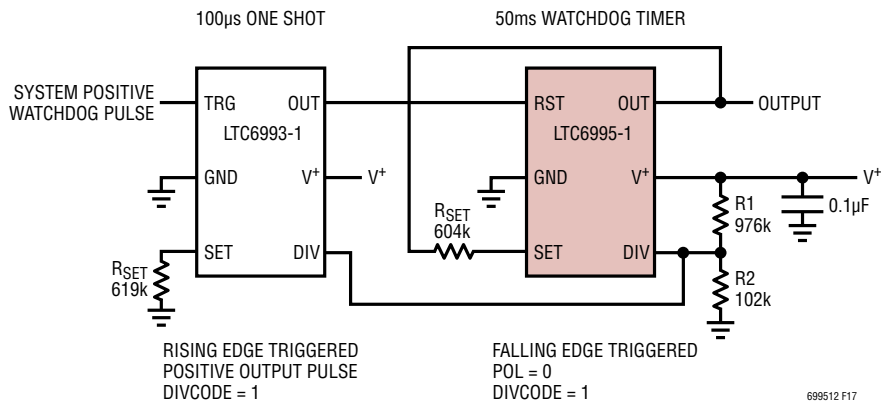 100µs ONE SHOT
50ms WATCHDOG TIMER
SYSTEM POSITIVE
WATCHDOG PULSE
TRG
OUT
LTC6993-1
GND
V+
V+
SET
DIV
RSET
619k
RISING EDGE TRIGGERED
POSITIVE OUTPUT PULSE
DIVCODE = 1
RST
OUT
OUTPUT
LTC6995-1
GND
V+
V+
RSET
604k
SET
DIV
R1
976k
0.1µF
R2
102k
FALLING EDGE TRIGGERED
POL = 0
DIVCODE = 1
699512 F17